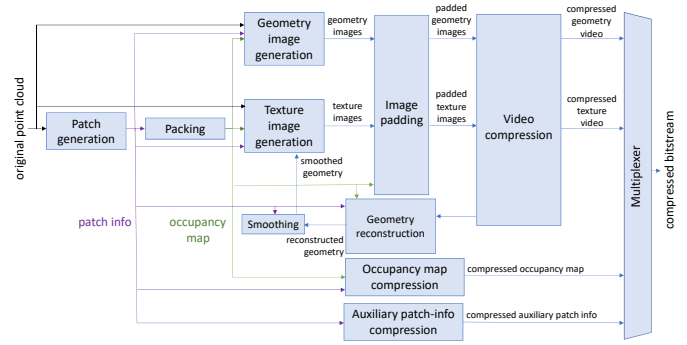 original point cloud
Patch
generation
Packing
patch info
occupancy
map
Geometry
image
generation
geometry
images
Texture
image
generation
texture
images
smoothed
geometry
Smoothing
reconstructed
geometry
Image
padding
padded
geometry
images
padded
texture
images
Geometry
reconstruction
Video
compression
compressed
geometry
video
compressed
texture
video
Occupancy map
compression
compressed occupancy map
Auxiliary patch-info
compression
compressed auxiliary patch info
Multiplexer
compressed bitstream